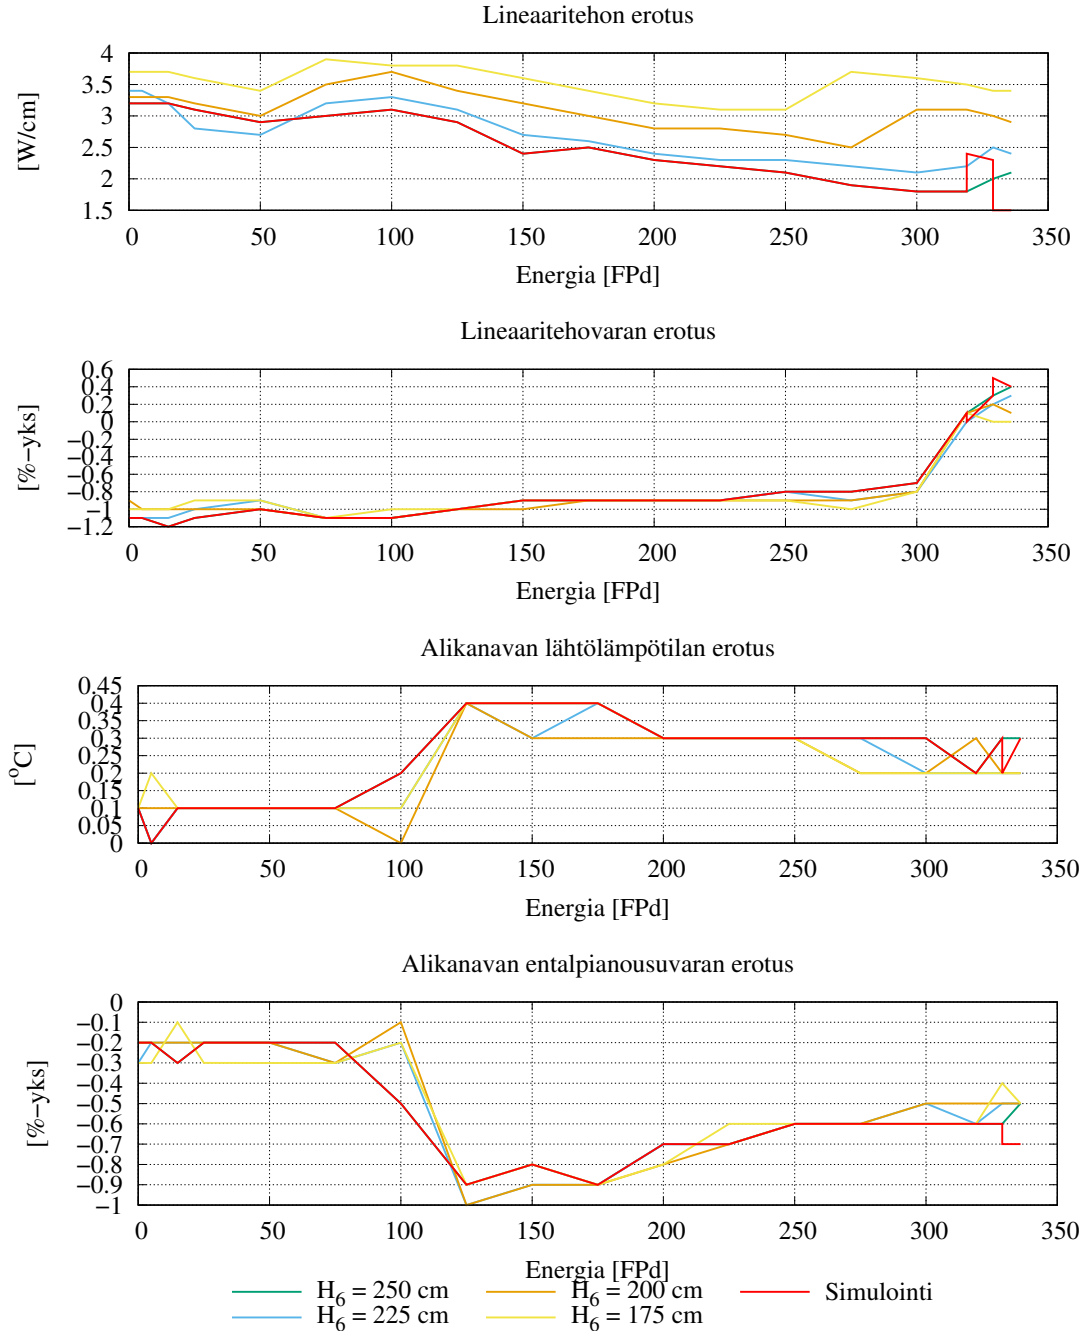 Lineaaritehon erotus
4
3.5
3
2.5
2
1.5
[W/cm]
0 50 100 150 200 250 300 350
Energia [FPd]
Lineaaritehovaran erotus
0.6
0.4
0.2
0
−0.2
−0.4
−0.6
−0.8
−1
−1.2
[%−yks]
0 50 100 150 200 250 300 350
Energia [FPd]
Alikanavan lähtölämpötilan erotus
0.45
0.4
0.35
0.3
0.25
0.2
0.15
0.1
0.05
0
[°C]
0 50 100 150 200 250 300 350
Energia [FPd]
Alikanavan entalpianousuvaran erotus
0
−0.1
−0.2
−0.3
−0.4
−0.5
−0.6
−0.7
−0.8
−0.9
−1
[%−yks]
0 50 100 150 200 250 300 350
Energia [FPd]
H₆ = 250 cm H₆ = 200 cm Simulointi
H₆ = 225 cm H₆ = 175 cm